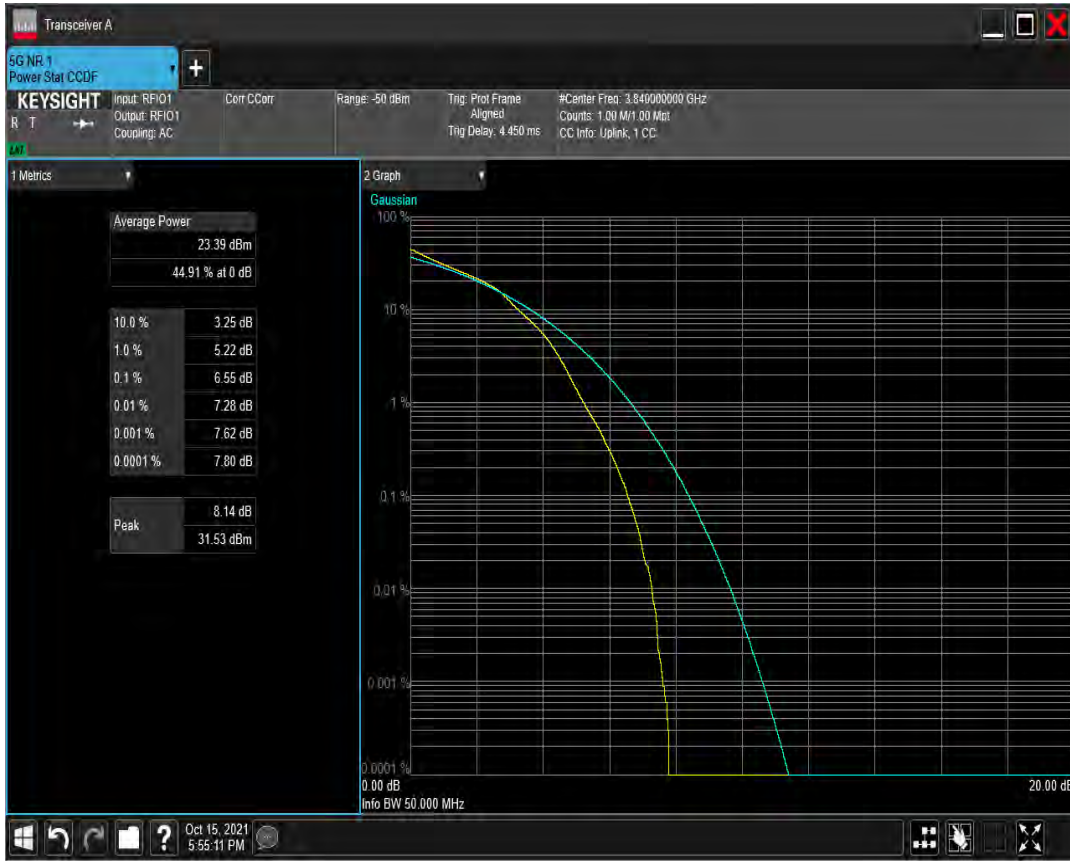 Transceiver A
5G NR 1
Power Stat CCDF
+
KEYSIGHT
R T
LXI
Input: RFIO1
Output: RFIO1
Coupling: AC
Corr CCorr
Range: -50 dBm
Trig: Prot Frame
Aligned
Trig Delay: 4.450 ms
#Center Freq: 3.840000000 GHz
Counts: 1.00 M/1.00 Mpt
CC Info: Uplink, 1 CC
1 Metrics
Average Power
23.39 dBm
44.91 % at 0 dB
10.0 % 3.25 dB
1.0 % 5.22 dB
0.1 % 6.55 dB
0.01 % 7.28 dB
0.001 % 7.62 dB
0.0001 % 7.80 dB
Peak
8.14 dB
31.53 dBm
2 Graph
Gaussian
100 %
10 %
1 %
0.1 %
0.01 %
0.001 %
0.0001 %
0.00 dB
20.00 dB
Info BW 50.000 MHz
?
Oct 15, 2021
5:55:11 PM